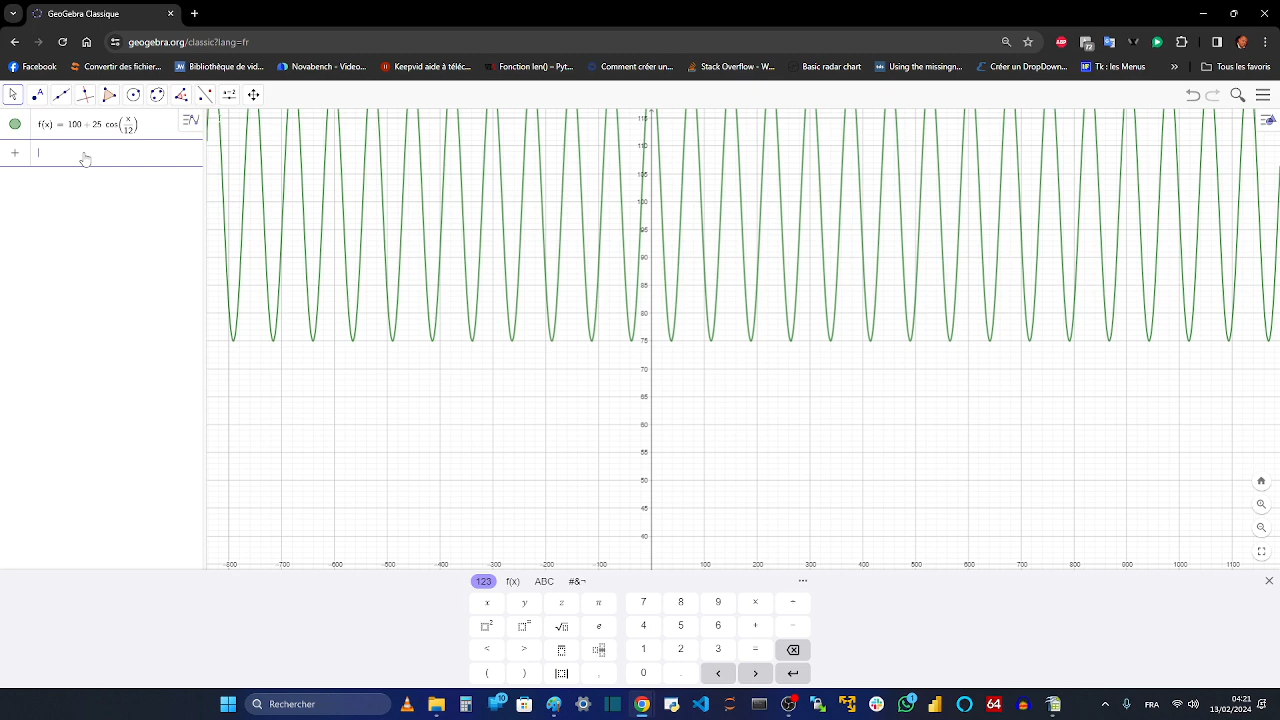 GeoGebra Classique
geogebra.org/classic?lang=fr
Facebook Convertir des fichier... Bibliothèque de vid... Novabench - Video... Keepvid aide à téléc... Fonction len() – Py... Comment créer un... Stack Overflow - W... Basic radar chart Using the missingn... Créer un DropDown... Tk : les Menus » Tous les favoris
f(x) = 100 + 25 cos(x/12)
+
115
110
105
100
95
90
85
80
75
70
65
60
55
50
45
40
-800 -700 -600 -500 -400 -300 -200 -100 100 200 300 400 500 600 700 800 900 1000 1100
123 f(x) ABC #&¬ ...
x y z π 7 8 9 × ÷
e 4 5 6 + −
< > 1 2 3 =
( ) , 0 . < >
Rechercher
FRA
04:21
13/02/2024